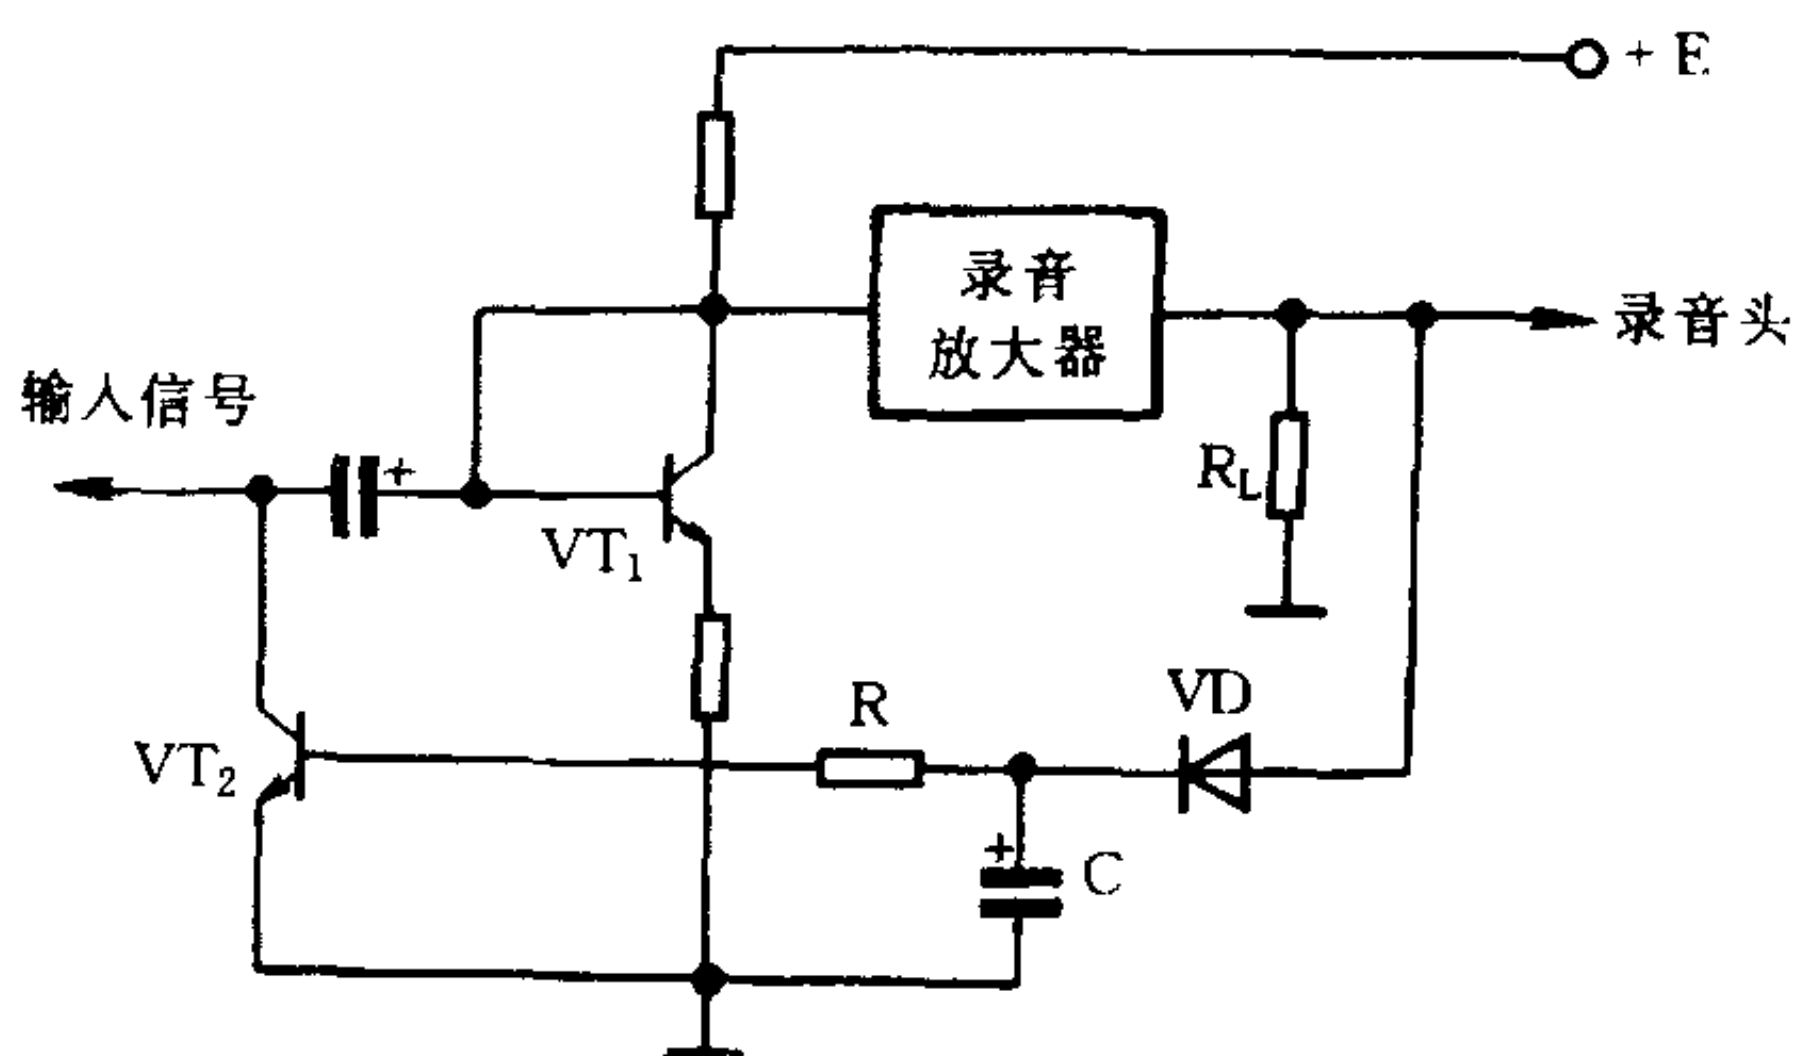 + E
录音
放大器
录音头
输入信号
+
R_L
VT₁
R
VD
VT₂
+
C